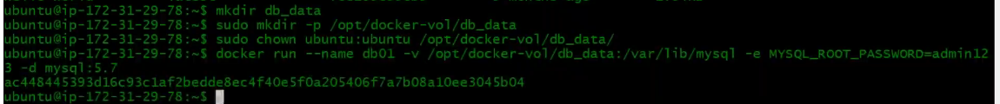 ubuntu@ip-172-31-29-78:~$ mkdir db_data
ubuntu@ip-172-31-29-78:~$ sudo mkdir -p /opt/docker-vol/db_data
ubuntu@ip-172-31-29-78:~$ sudo chown ubuntu:ubuntu /opt/docker-vol/db_data/
ubuntu@ip-172-31-29-78:~$ docker run --name db01 -v /opt/docker-vol/db_data:/var/lib/mysql -e MYSQL_ROOT_PASSWORD=admin12
3 -d mysql:5.7
ac448445393d16c93c1af2bedde8ec4f40e5f0a205406f7a7b08a10ee3045b04
ubuntu@ip-172-31-29-78:~$